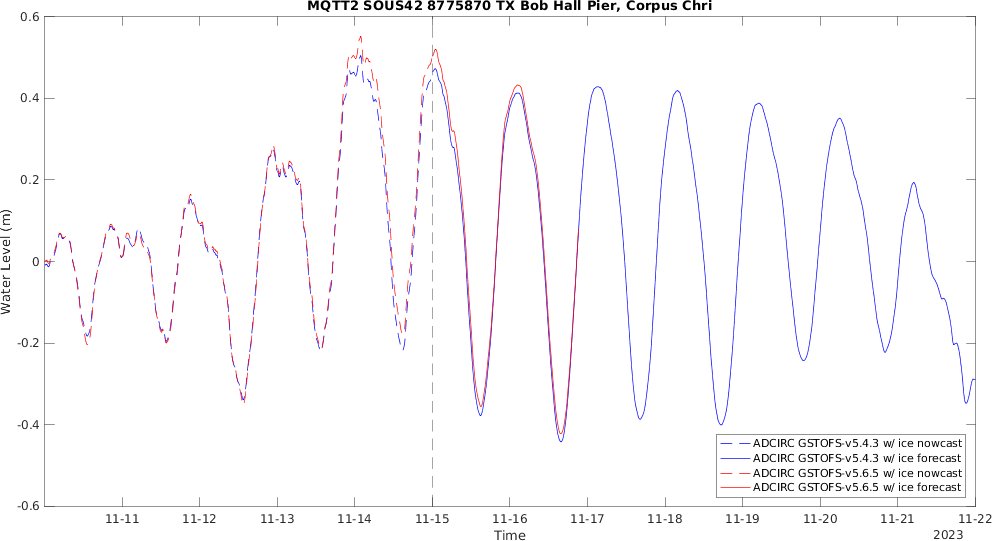 MQTT2 SOUS42 8775870 TX Bob Hall Pier, Corpus Chri
0.6
0.4
0.2
0
-0.2
-0.4
-0.6
Water Level (m)
11-11
11-12
11-13
11-14
11-15
11-16
11-17
11-18
11-19
11-20
11-21
11-22
Time
2023
ADCIRC GSTOFS-v5.4.3 w/ ice nowcast
ADCIRC GSTOFS-v5.4.3 w/ ice forecast
ADCIRC GSTOFS-v5.6.5 w/ ice nowcast
ADCIRC GSTOFS-v5.6.5 w/ ice forecast